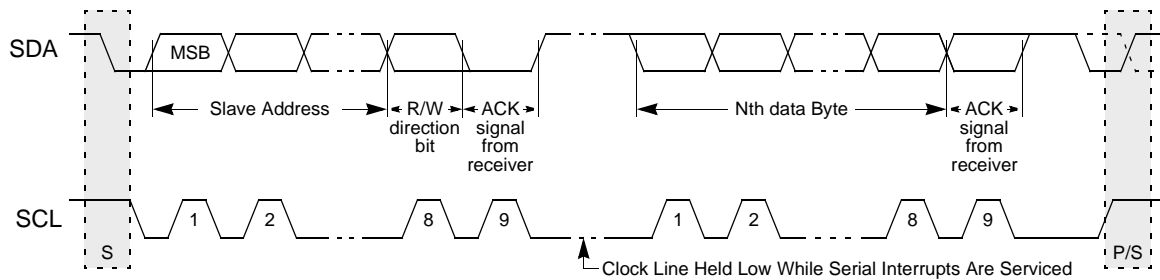 SDA
MSB
Slave Address
R/W
direction
bit
ACK
signal
from
receiver
Nth data Byte
ACK
signal
from
receiver
SCL
1
2
8
9
1
2
8
9
S
P/S
Clock Line Held Low While Serial Interrupts Are Serviced